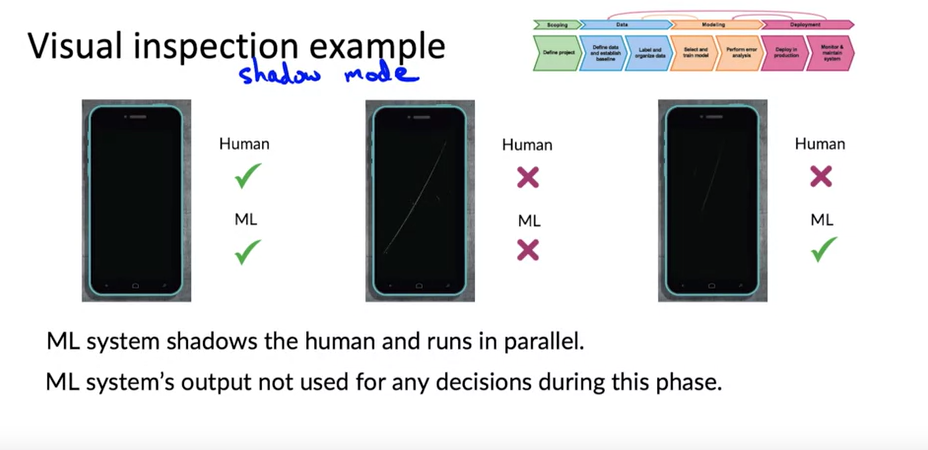 Visual inspection example
shadow mode
Scoping
Data
Modeling
Deployment
Define project
Define data
and establish
baseline
Label and
organize data
Select and
train model
Perform error
analysis
Deploy in
production
Monitor &
maintain
system
Human
ML
Human
ML
Human
ML
ML system shadows the human and runs in parallel.
ML system's output not used for any decisions during this phase.